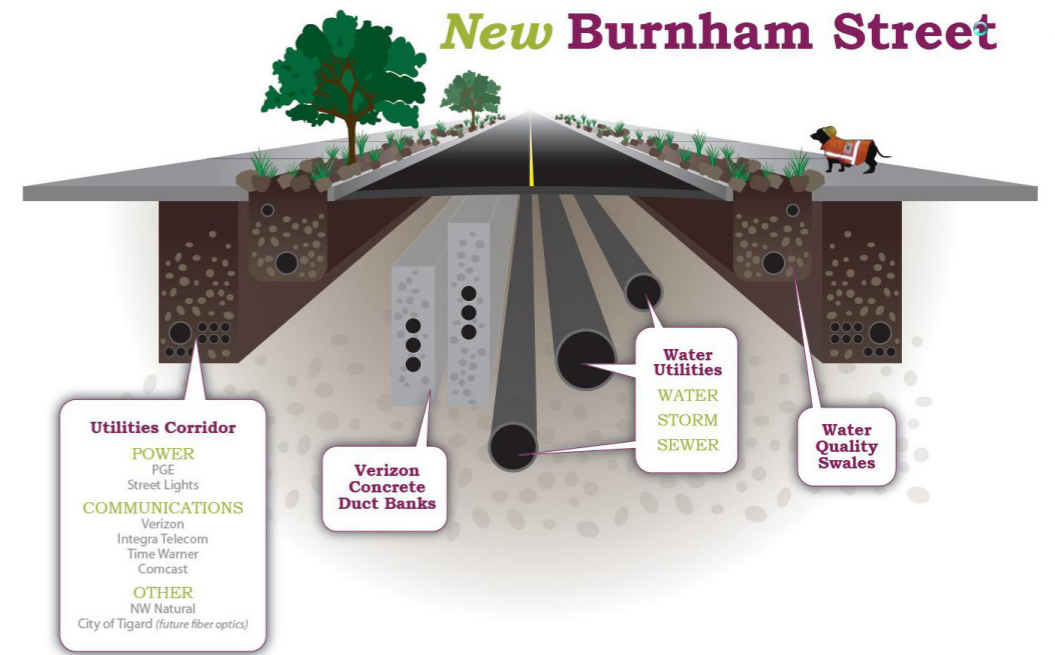 New Burnham Street
Utilities Corridor
POWER
PGE
Street Lights
COMMUNICATIONS
Verizon
Integra Telecom
Time Warner
Comcast
OTHER
NW Natural
City of Tigard (future fiber optics)
Verizon
Concrete
Duct Banks
Water
Utilities
WATER
STORM
SEWER
Water
Quality
Swales